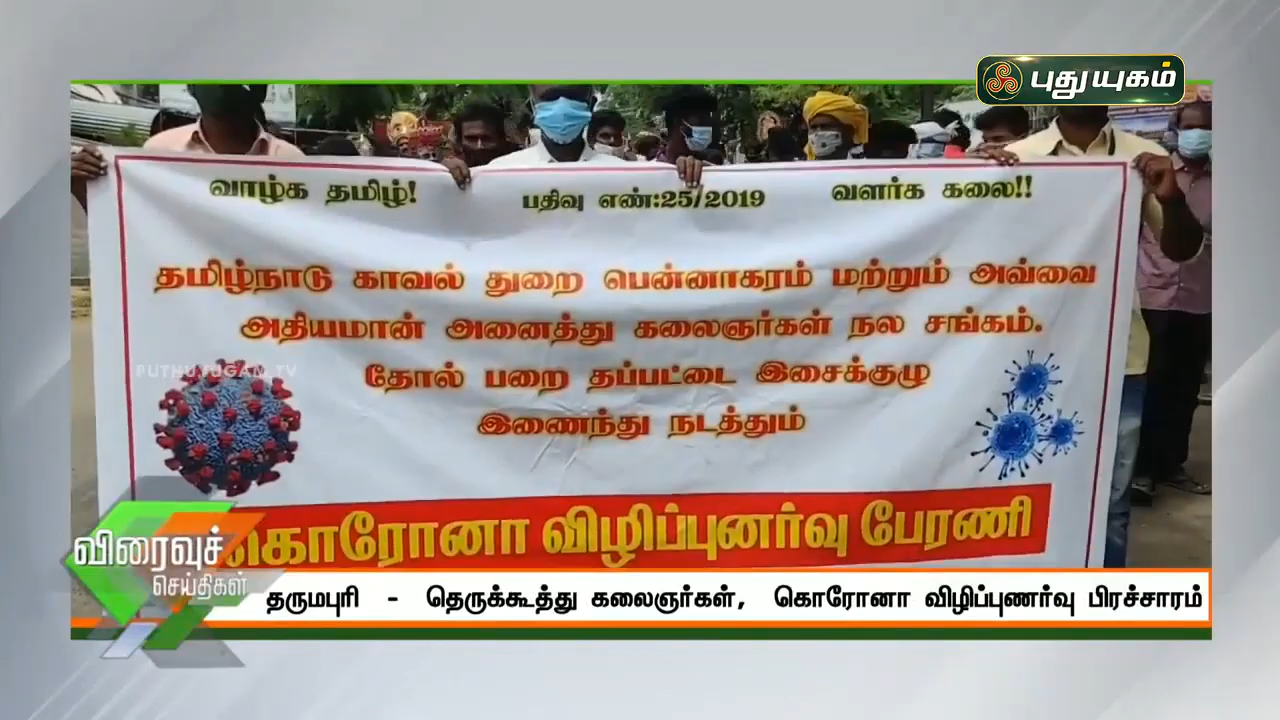 புதுயுகம்
வாழ்க தமிழ்! பதிவு எண்:25/2019 வளர்க கலை!!
தமிழ்நாடு காவல் துறை பென்னாகரம் மற்றும் அவ்வை
அதியமான் அனைத்து கலைஞர்கள் நல சங்கம்.
PUTHUYUGAM TV
தோல் பறை தப்பட்டை இசைக்குழு
இணைந்து நடத்தும்
கொரோனா விழிப்புனர்வு பேரணி
விரைவுச்
செய்திகள்
தருமபுரி - தெருக்கூத்து கலைஞர்கள், கொரோனா விழிப்புணர்வு பிரச்சாரம்